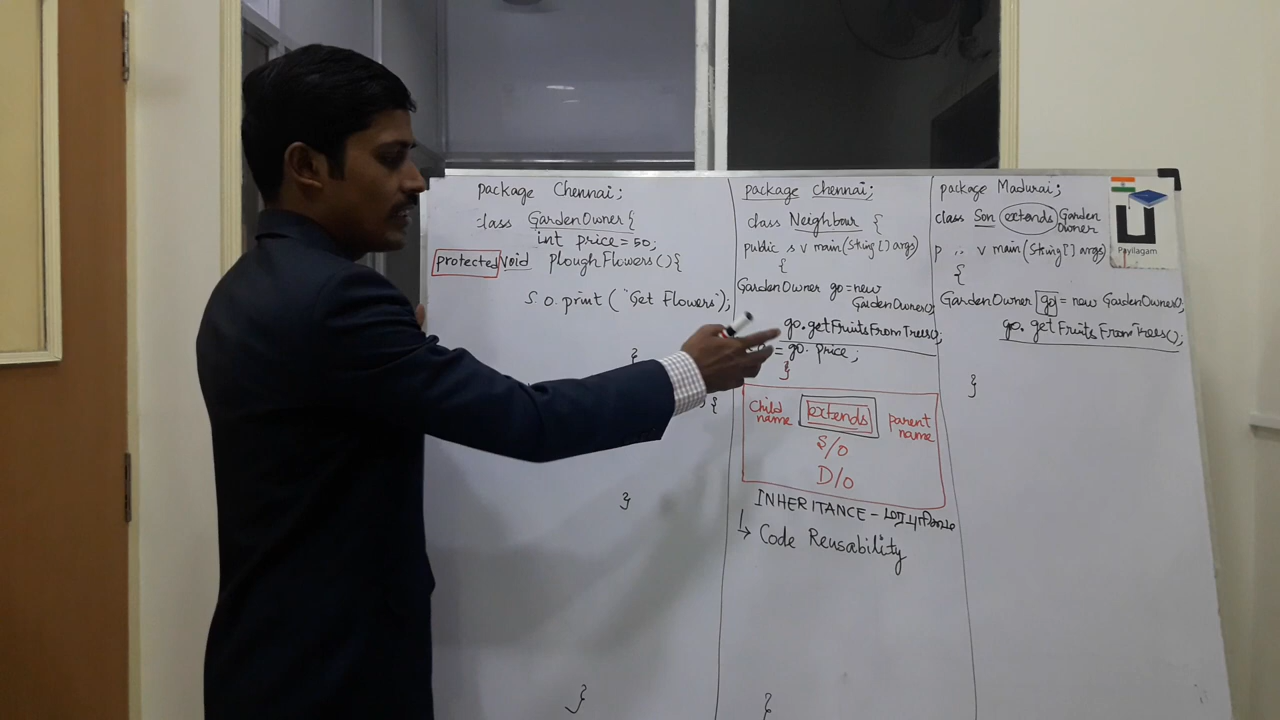 package Chennai;
class GardenOwner{
int price=50;
protected void ploughFlowers(){
S.O.print("Get Flowers");
}
{
}
}
package chennai;
class Neighbour {
public s v main(String[] args)
{
GardenOwner go=new
GardenOwner();
go.getFruitsFromTrees();
= go.price;
}
child
name
extends
parent
name
S/O
D/O
INHERITANCE -
↳ Code Reusability
}
package Madurai;
class Son extends Garden
Owner
p .. v main(String[] args)
{
GardenOwner go = new GardenOwner();
go.getFruitsFromTrees();
}
Payilagam